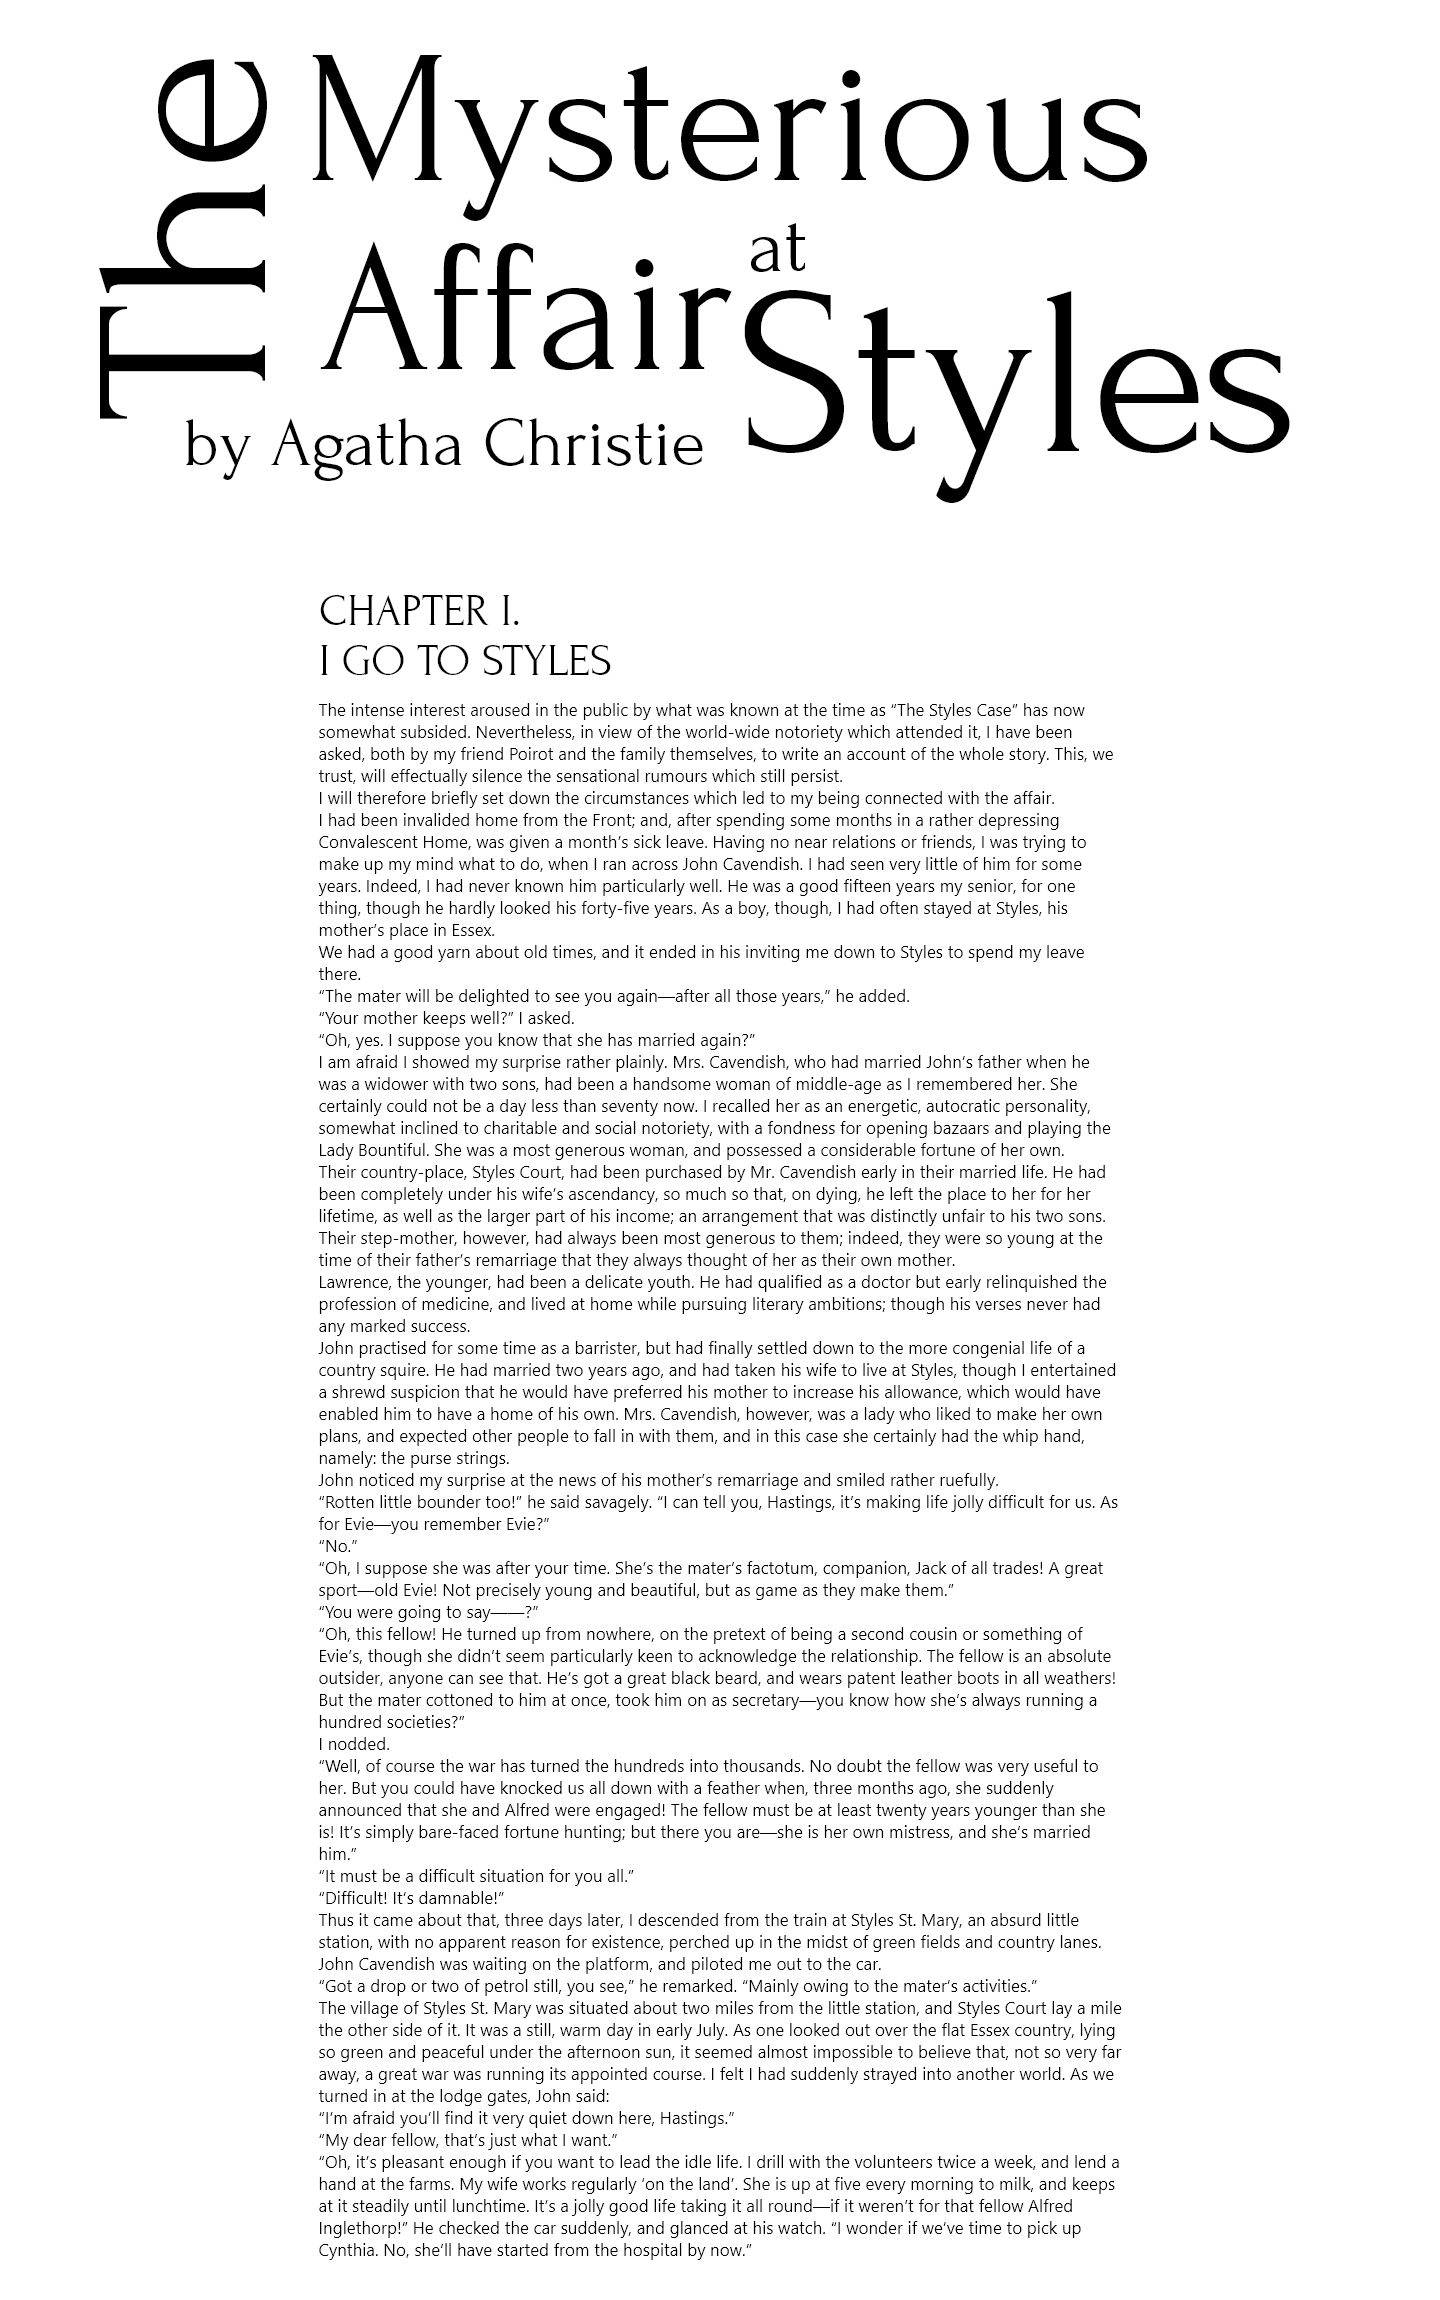 The
Mysterious
Affair
at
Styles
by Agatha Christie
CHAPTER I.
I GO TO STYLES
The intense interest aroused in the public by what was known at the time as “The Styles Case” has now
somewhat subsided. Nevertheless, in view of the world-wide notoriety which attended it, I have been
asked, both by my friend Poirot and the family themselves, to write an account of the whole story. This, we
trust, will effectually silence the sensational rumours which still persist.
I will therefore briefly set down the circumstances which led to my being connected with the affair.
I had been invalided home from the Front; and, after spending some months in a rather depressing
Convalescent Home, was given a month’s sick leave. Having no near relations or friends, I was trying to
make up my mind what to do, when I ran across John Cavendish. I had seen very little of him for some
years. Indeed, I had never known him particularly well. He was a good fifteen years my senior, for one
thing, though he hardly looked his forty-five years. As a boy, though, I had often stayed at Styles, his
mother’s place in Essex.
We had a good yarn about old times, and it ended in his inviting me down to Styles to spend my leave
there.
“The mater will be delighted to see you again—after all those years,” he added.
“Your mother keeps well?” I asked.
“Oh, yes. I suppose you know that she has married again?”
I am afraid I showed my surprise rather plainly. Mrs. Cavendish, who had married John’s father when he
was a widower with two sons, had been a handsome woman of middle-age as I remembered her. She
certainly could not be a day less than seventy now. I recalled her as an energetic, autocratic personality,
somewhat inclined to charitable and social notoriety, with a fondness for opening bazaars and playing the
Lady Bountiful. She was a most generous woman, and possessed a considerable fortune of her own.
Their country-place, Styles Court, had been purchased by Mr. Cavendish early in their married life. He had
been completely under his wife’s ascendancy, so much so that, on dying, he left the place to her for her
lifetime, as well as the larger part of his income; an arrangement that was distinctly unfair to his two sons.
Their step-mother, however, had always been most generous to them; indeed, they were so young at the
time of their father’s remarriage that they always thought of her as their own mother.
Lawrence, the younger, had been a delicate youth. He had qualified as a doctor but early relinquished the
profession of medicine, and lived at home while pursuing literary ambitions; though his verses never had
any marked success.
John practised for some time as a barrister, but had finally settled down to the more congenial life of a
country squire. He had married two years ago, and had taken his wife to live at Styles, though I entertained
a shrewd suspicion that he would have preferred his mother to increase his allowance, which would have
enabled him to have a home of his own. Mrs. Cavendish, however, was a lady who liked to make her own
plans, and expected other people to fall in with them, and in this case she certainly had the whip hand,
namely: the purse strings.
John noticed my surprise at the news of his mother’s remarriage and smiled rather ruefully.
“Rotten little bounder too!” he said savagely. “I can tell you, Hastings, it’s making life jolly difficult for us. As
for Evie—you remember Evie?”
“No.”
“Oh, I suppose she was after your time. She’s the mater’s factotum, companion, Jack of all trades! A great
sport—old Evie! Not precisely young and beautiful, but as game as they make them.”
“You were going to say——?”
“Oh, this fellow! He turned up from nowhere, on the pretext of being a second cousin or something of
Evie’s, though she didn’t seem particularly keen to acknowledge the relationship. The fellow is an absolute
outsider, anyone can see that. He’s got a great black beard, and wears patent leather boots in all weathers!
But the mater cottoned to him at once, took him on as secretary—you know how she’s always running a
hundred societies?”
I nodded.
“Well, of course the war has turned the hundreds into thousands. No doubt the fellow was very useful to
her. But you could have knocked us all down with a feather when, three months ago, she suddenly
announced that she and Alfred were engaged! The fellow must be at least twenty years younger than she
is! It’s simply bare-faced fortune hunting; but there you are—she is her own mistress, and she’s married
him.”
“It must be a difficult situation for you all.”
“Difficult! It’s damnable!”
Thus it came about that, three days later, I descended from the train at Styles St. Mary, an absurd little
station, with no apparent reason for existence, perched up in the midst of green fields and country lanes.
John Cavendish was waiting on the platform, and piloted me out to the car.
“Got a drop or two of petrol still, you see,” he remarked. “Mainly owing to the mater’s activities.”
The village of Styles St. Mary was situated about two miles from the little station, and Styles Court lay a mile
the other side of it. It was a still, warm day in early July. As one looked out over the flat Essex country, lying
so green and peaceful under the afternoon sun, it seemed almost impossible to believe that, not so very far
away, a great war was running its appointed course. I felt I had suddenly strayed into another world. As we
turned in at the lodge gates, John said:
“I’m afraid you’ll find it very quiet down here, Hastings.”
“My dear fellow, that’s just what I want.”
“Oh, it’s pleasant enough if you want to lead the idle life. I drill with the volunteers twice a week, and lend a
hand at the farms. My wife works regularly ‘on the land’. She is up at five every morning to milk, and keeps
at it steadily until lunchtime. It’s a jolly good life taking it all round—if it weren’t for that fellow Alfred
Inglethorp!” He checked the car suddenly, and glanced at his watch. “I wonder if we’ve time to pick up
Cynthia. No, she’ll have started from the hospital by now.”